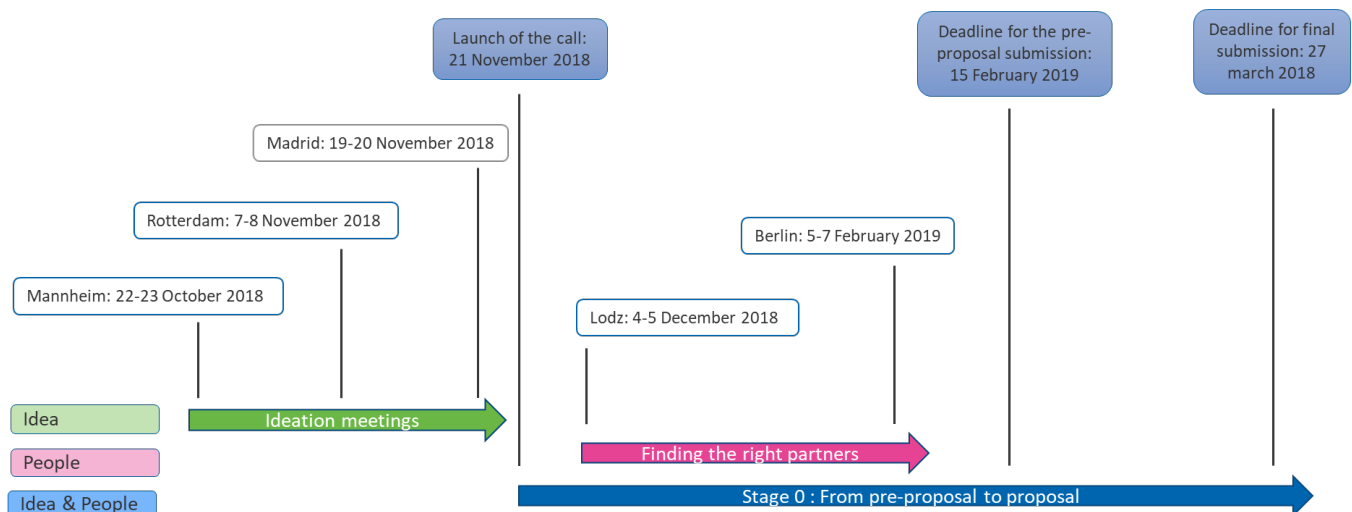 Launch of the call:
21 November 2018
Deadline for the pre-
proposal submission:
15 February 2019
Deadline for final
submission: 27
march 2018
Madrid: 19-20 November 2018
Rotterdam: 7-8 November 2018
Berlin: 5-7 February 2019
Mannheim: 22-23 October 2018
Lodz: 4-5 December 2018
Idea
Ideation meetings
People
Finding the right partners
Idea & People
Stage 0 : From pre-proposal to proposal